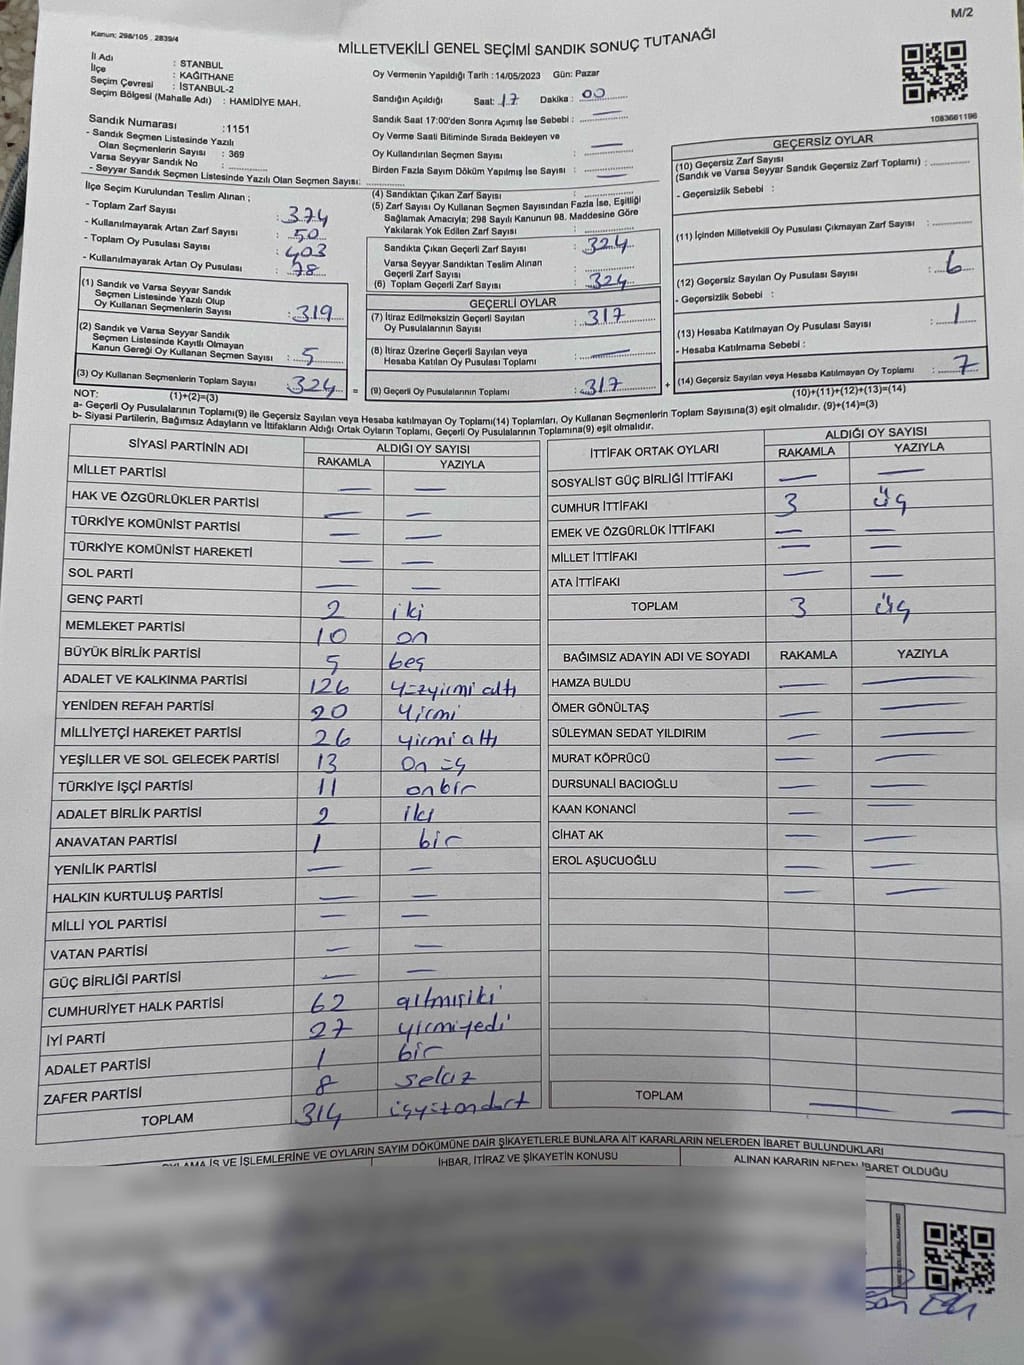 M/2
Kanun; 298/105 , 2839/4
MİLLETVEKİLİ GENEL SEÇİMİ SANDIK SONUÇ TUTANAĞI
İl Adı : STANBUL
İlçe : KAĞITHANE
Seçim Çevresi : İSTANBUL-2
Seçim Bölgesi (Mahalle Adı) : HAMİDİYE MAH.
Sandık Numarası :1151
- Sandık Seçmen Listesinde Yazılı
Olan Seçmenlerin Sayısı : 369
Varsa Seyyar Sandık No :
- Seyyar Sandık Seçmen Listesinde Yazılı Olan Seçmen Sayısı:
Oy Vermenin Yapıldığı Tarih : 14/05/2023 Gün: Pazar
Sandığın Açıldığı Saat: 17 Dakika : 00
Sandık Saat 17:00'den Sonra Açımış İse Sebebi : —
Oy Verme Saati Bitiminde Sırada Bekleyen ve
Oy Kullandırılan Seçmen Sayısı : —
Birden Fazla Sayım Döküm Yapılmış İse Sayısı : —
1083661196
İlçe Seçim Kurulundan Teslim Alınan ;
- Toplam Zarf Sayısı : 374
- Kullanılmayarak Artan Zarf Sayısı : 50
- Toplam Oy Pusulası Sayısı : 403
- Kullanılmayarak Artan Oy Pusulası : 78
(1) Sandık ve Varsa Seyyar Sandık
Seçmen Listesinde Yazılı Olup
Oy Kullanan Seçmenlerin Sayısı : 319
(2) Sandık ve Varsa Seyyar Sandık
Seçmen Listesinde Kayıtlı Olmayan
Kanun Gereği Oy Kullanan Seçmen Sayısı : 5
(3) Oy Kullanan Seçmenlerin Toplam Sayısı : 324
(1)+(2)=(3)
(4) Sandıktan Çıkan Zarf Sayısı :
(5) Zarf Sayısı Oy Kullanan Seçmen Sayısından Fazla İse, Eşitliği
Sağlamak Amacıyla; 298 Sayılı Kanunun 98. Maddesine Göre
Yakılarak Yok Edilen Zarf Sayısı :
Sandıkta Çıkan Geçerli Zarf Sayısı : 324
Varsa Seyyar Sandıktan Teslim Alınan
Geçerli Zarf Sayısı :
(6) Toplam Geçerli Zarf Sayısı : 324
GEÇERLİ OYLAR
(7) İtiraz Edilmeksizin Geçerli Sayılan
Oy Pusulalarının Sayısı : 317
(8) İtiraz Üzerine Geçerli Sayılan veya
Hesaba Katılan Oy Pusulası Toplamı : —
= (9) Geçerli Oy Pusulalarının Toplamı : 317 +
GEÇERSİZ OYLAR
(10) Geçersiz Zarf Sayısı
(Sandık ve Varsa Seyyar Sandık Geçersiz Zarf Toplamı) :
- Geçersizlik Sebebi :
(11) İçinden Milletvekili Oy Pusulası Çıkmayan Zarf Sayısı :
(12) Geçersiz Sayılan Oy Pusulası Sayısı : 6
- Geçersizlik Sebebi :
(13) Hesaba Katılmayan Oy Pusulası Sayısı : 1
- Hesaba Katılmama Sebebi :
(14) Geçersiz Sayılan veya Hesaba Katılmayan Oy Toplamı : 7
(10)+(11)+(12)+(13)=(14)
NOT:
a- Geçerli Oy Pusulalarının Toplamı(9) ile Geçersiz Sayılan veya Hesaba katılmayan Oy Toplamı(14) Toplamları, Oy Kullanan Seçmenlerin Toplam Sayısına(3) eşit olmalıdır. (9)+(14)=(3)
b- Siyasi Partilerin, Bağımsız Adayların ve İttifakların Aldığı Ortak Oyların Toplamı, Geçerli Oy Pusulalarının Toplamına(9) eşit olmalıdır.
SİYASİ PARTİNİN ADI ALDIĞI OY SAYISI
RAKAMLA YAZIYLA
MİLLET PARTİSİ — —
HAK VE ÖZGÜRLÜKLER PARTİSİ — —
TÜRKİYE KOMÜNİST PARTİSİ — —
TÜRKİYE KOMÜNİST HAREKETİ — —
SOL PARTİ — —
GENÇ PARTİ 2 iki
MEMLEKET PARTİSİ 10 on
BÜYÜK BİRLİK PARTİSİ 5 beş
ADALET VE KALKINMA PARTİSİ 126 yüzyirmi altı
YENİDEN REFAH PARTİSİ 20 yirmi
MİLLİYETÇİ HAREKET PARTİSİ 26 yirmi altı
YEŞİLLER VE SOL GELECEK PARTİSİ 13 on üç
TÜRKİYE İŞÇİ PARTİSİ 11 onbir
ADALET BİRLİK PARTİSİ 2 iki
ANAVATAN PARTİSİ 1 bir
YENİLİK PARTİSİ — —
HALKIN KURTULUŞ PARTİSİ — —
MİLLİ YOL PARTİSİ — —
VATAN PARTİSİ — —
GÜÇ BİRLİĞİ PARTİSİ — —
CUMHURİYET HALK PARTİSİ 62 altmışiki
İYİ PARTİ 27 yirmiyedi
ADALET PARTİSİ 1 bir
ZAFER PARTİSİ 8 sekiz
TOPLAM 314 üçyüzondört
İTTİFAK ORTAK OYLARI ALDIĞI OY SAYISI
RAKAMLA YAZIYLA
SOSYALİST GÜÇ BİRLİĞİ İTTİFAKI — —
CUMHUR İTTİFAKI 3 üç
EMEK VE ÖZGÜRLÜK İTTİFAKI — —
MİLLET İTTİFAKI — —
ATA İTTİFAKI — —
TOPLAM 3 üç
BAĞIMSIZ ADAYIN ADI VE SOYADI RAKAMLA YAZIYLA
HAMZA BULDU — —
ÖMER GÖNÜLTAŞ — —
SÜLEYMAN SEDAT YILDIRIM — —
MURAT KÖPRÜCÜ — —
DURSUNALİ BACIOĞLU — —
KAAN KONANCİ — —
CİHAT AK — —
EROL AŞUCUOĞLU — —
— —
TOPLAM — —
OYLAMA İŞ VE İŞLEMLERİNE VE OYLARIN SAYIM DÖKÜMÜNE DAİR ŞİKAYETLERLE BUNLARA AİT KARARLARIN NELERDEN İBARET BULUNDUKLARI
İHBAR, İTİRAZ VE ŞİKAYETİN KONUSU ALINAN KARARIN NEDEN İBARET OLDUĞU